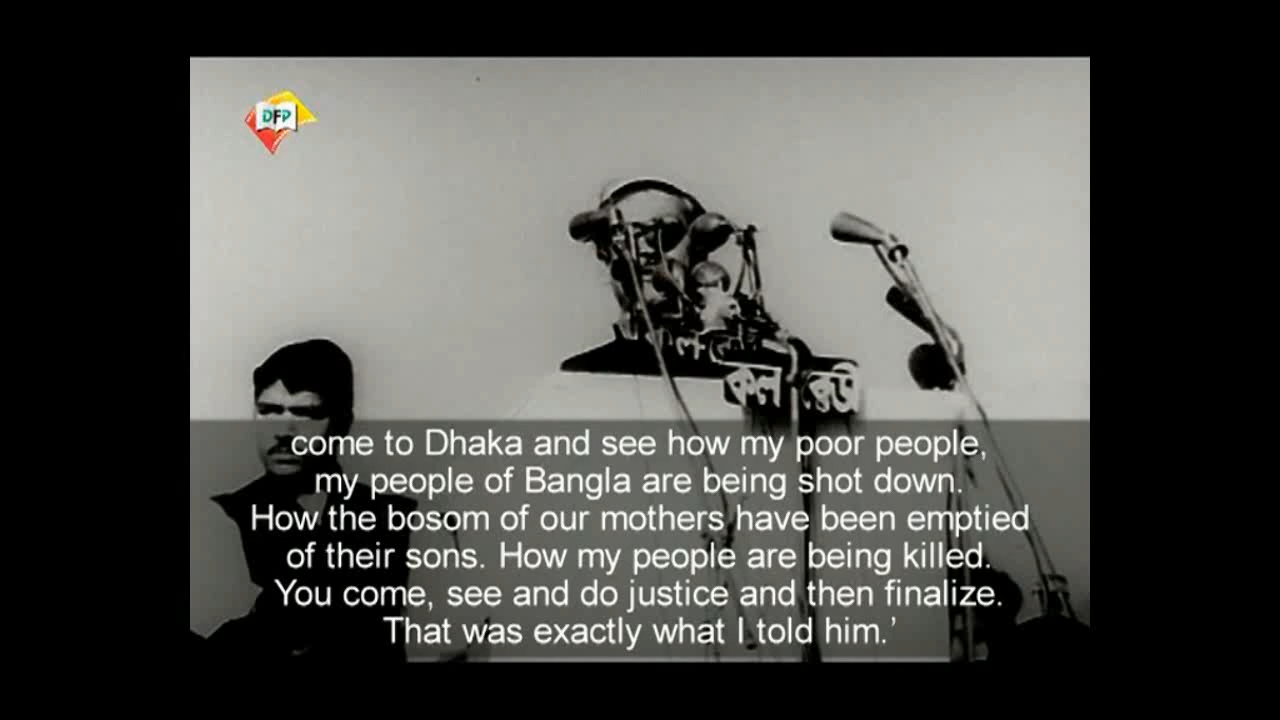 DFP
কল রেডী
come to Dhaka and see how my poor people,
my people of Bangla are being shot down.
How the bosom of our mothers have been emptied
of their sons. How my people are being killed.
You come, see and do justice and then finalize.
That was exactly what I told him.’